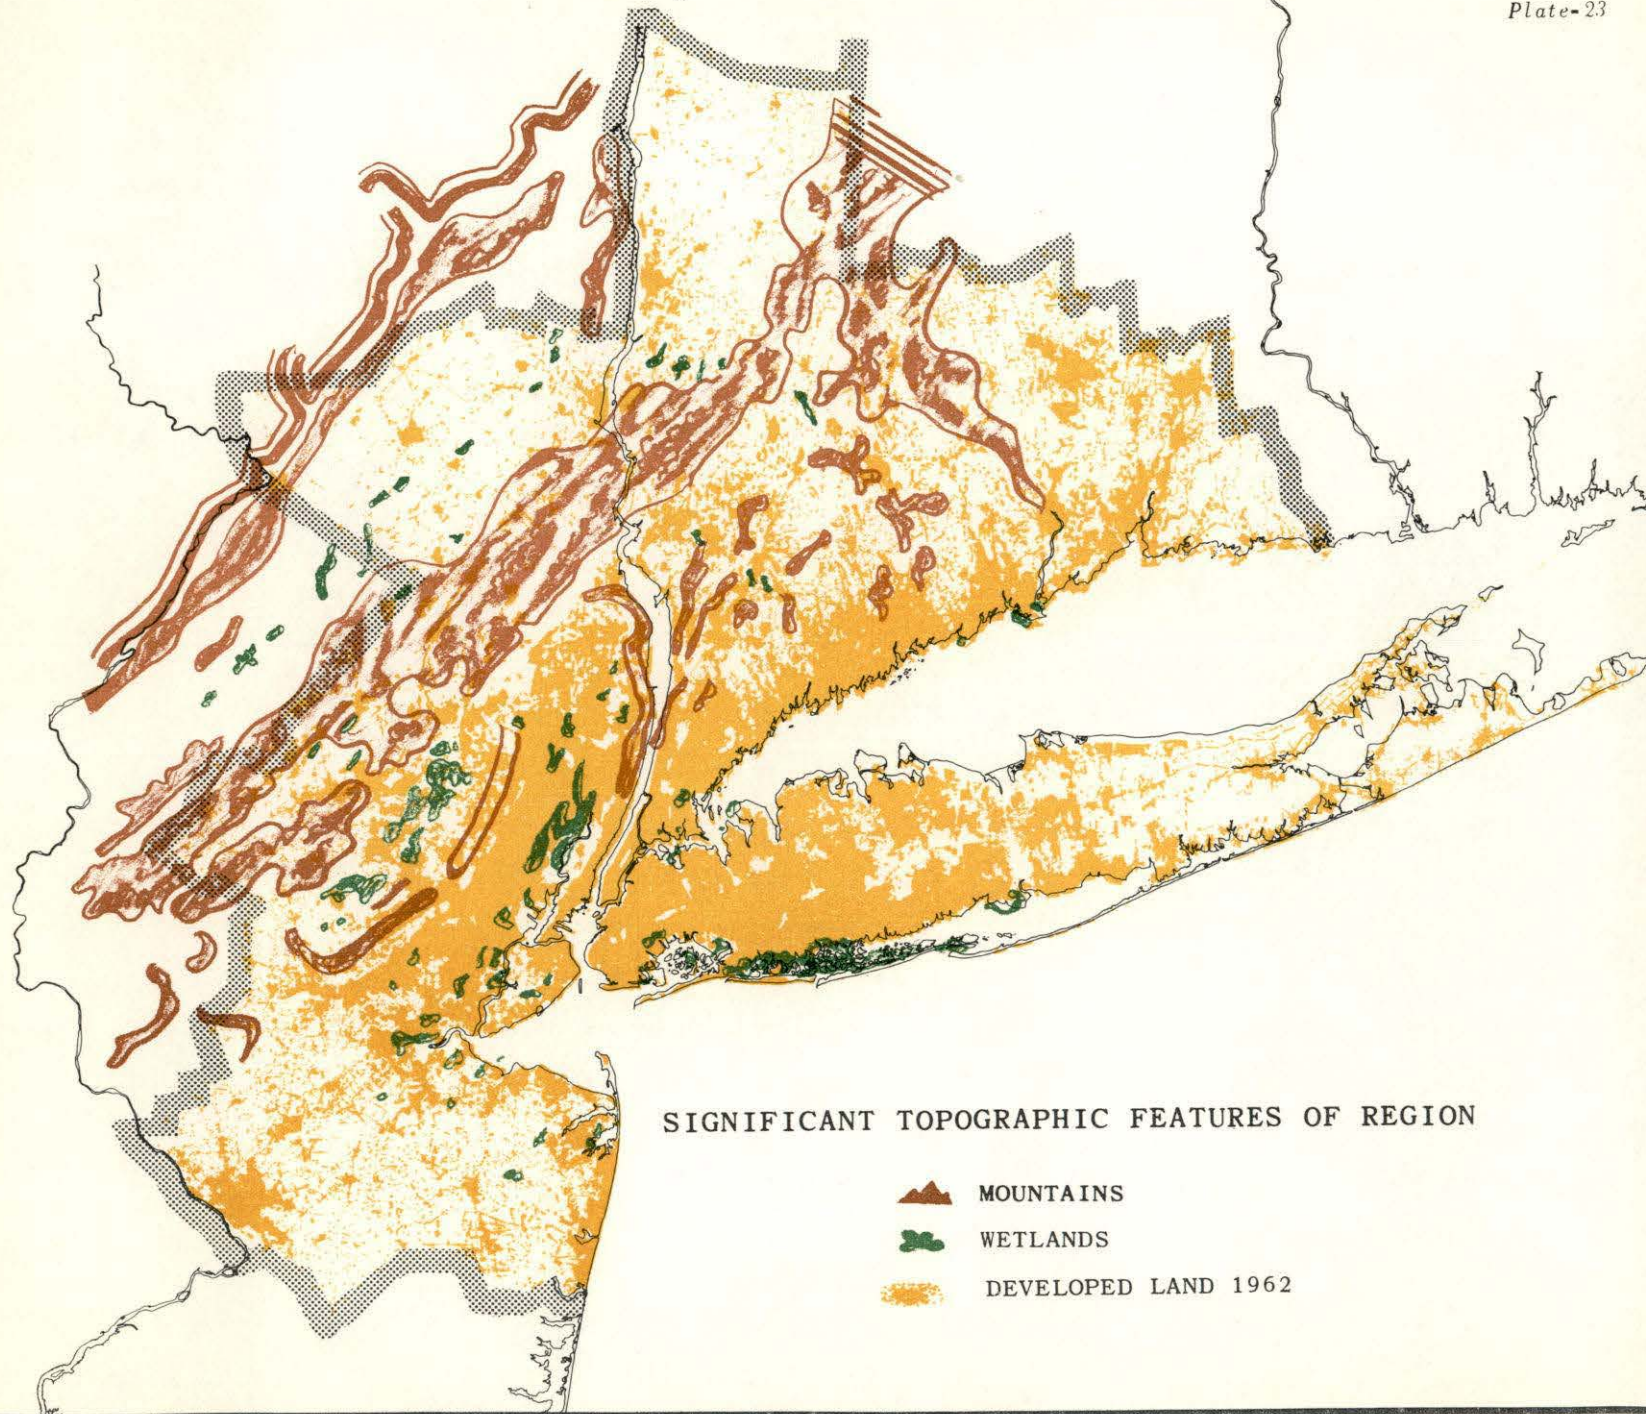 Plate-23
SIGNIFICANT TOPOGRAPHIC FEATURES OF REGION
MOUNTAINS
WETLANDS
DEVELOPED LAND 1962